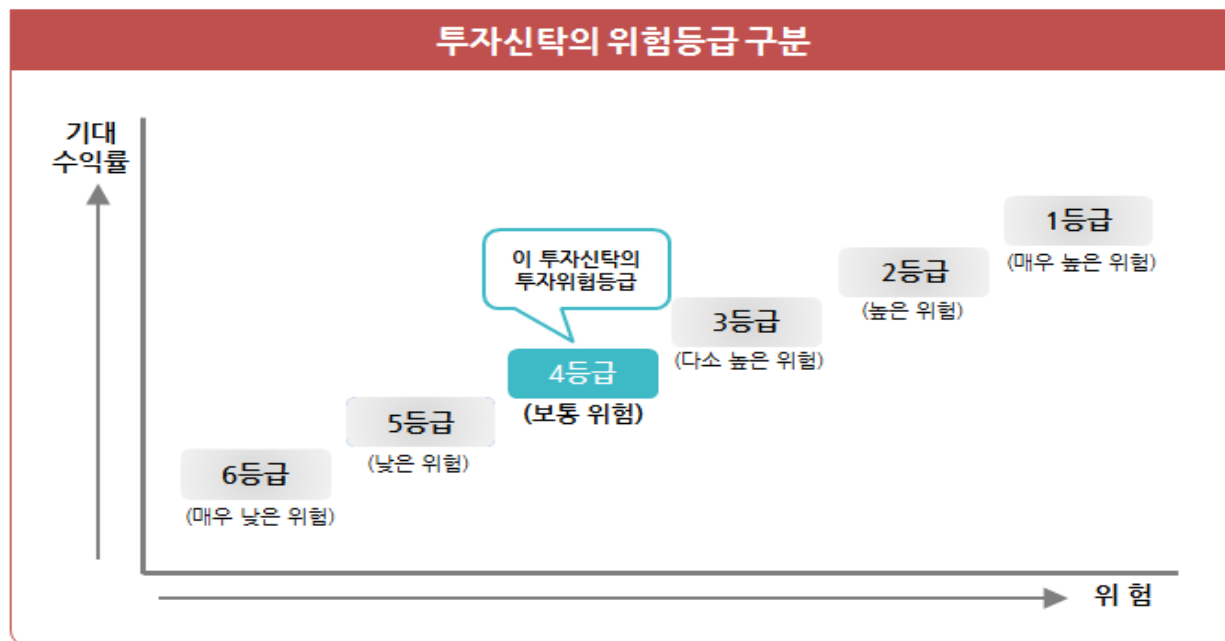 투자신탁의 위험등급 구분
기대
수익률
1등급
(매우 높은 위험)
2등급
(높은 위험)
이 투자신탁의
투자위험등급
3등급
(다소 높은 위험)
4등급
(보통 위험)
5등급
(낮은 위험)
6등급
(매우 낮은 위험)
위 험